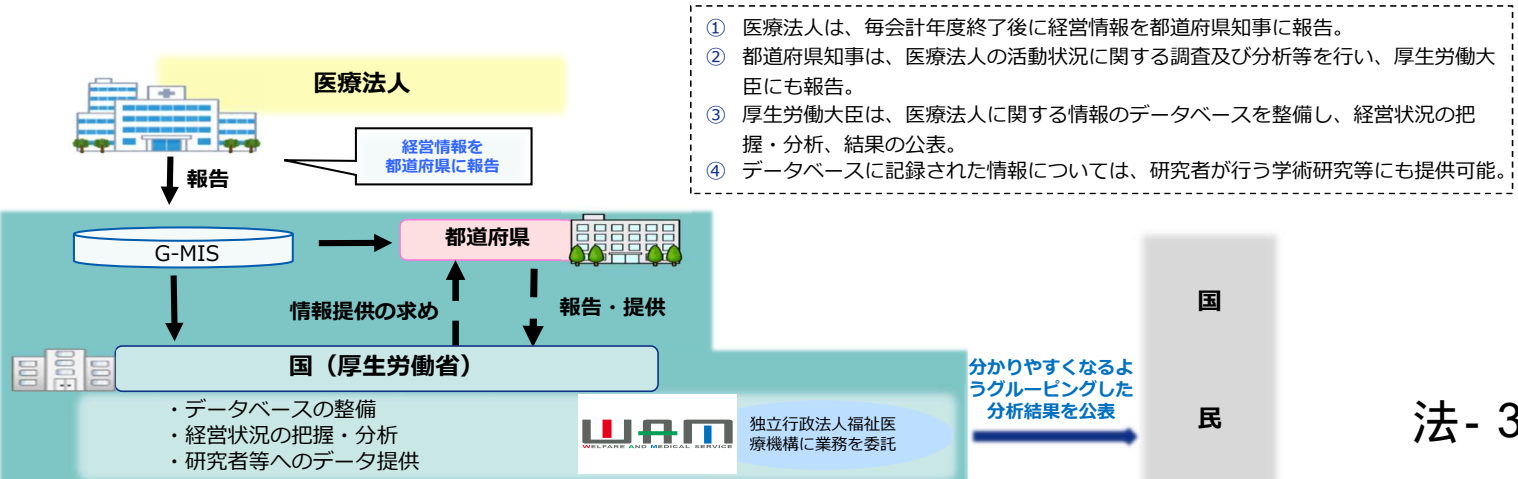 ① 医療法人は、毎会計年度終了後に経営情報を都道府県知事に報告。
② 都道府県知事は、医療法人の活動状況に関する調査及び分析等を行い、厚生労働大
臣にも報告。
③ 厚生労働大臣は、医療法人に関する情報のデータベースを整備し、経営状況の把
握・分析、結果の公表。
④ データベースに記録された情報については、研究者が行う学術研究等にも提供可能。
医療法人
経営情報を
都道府県に報告
報告
G-MIS
都道府県
情報提供の求め
報告・提供
国（厚生労働省）
・データベースの整備
・経営状況の把握・分析
・研究者等へのデータ提供
WAM
WELFARE AND MEDICAL SERVICE
独立行政法人福祉医
療機構に業務を委託
分かりやすくなるよ
うグルーピングした
分析結果を公表
国
民
法-3